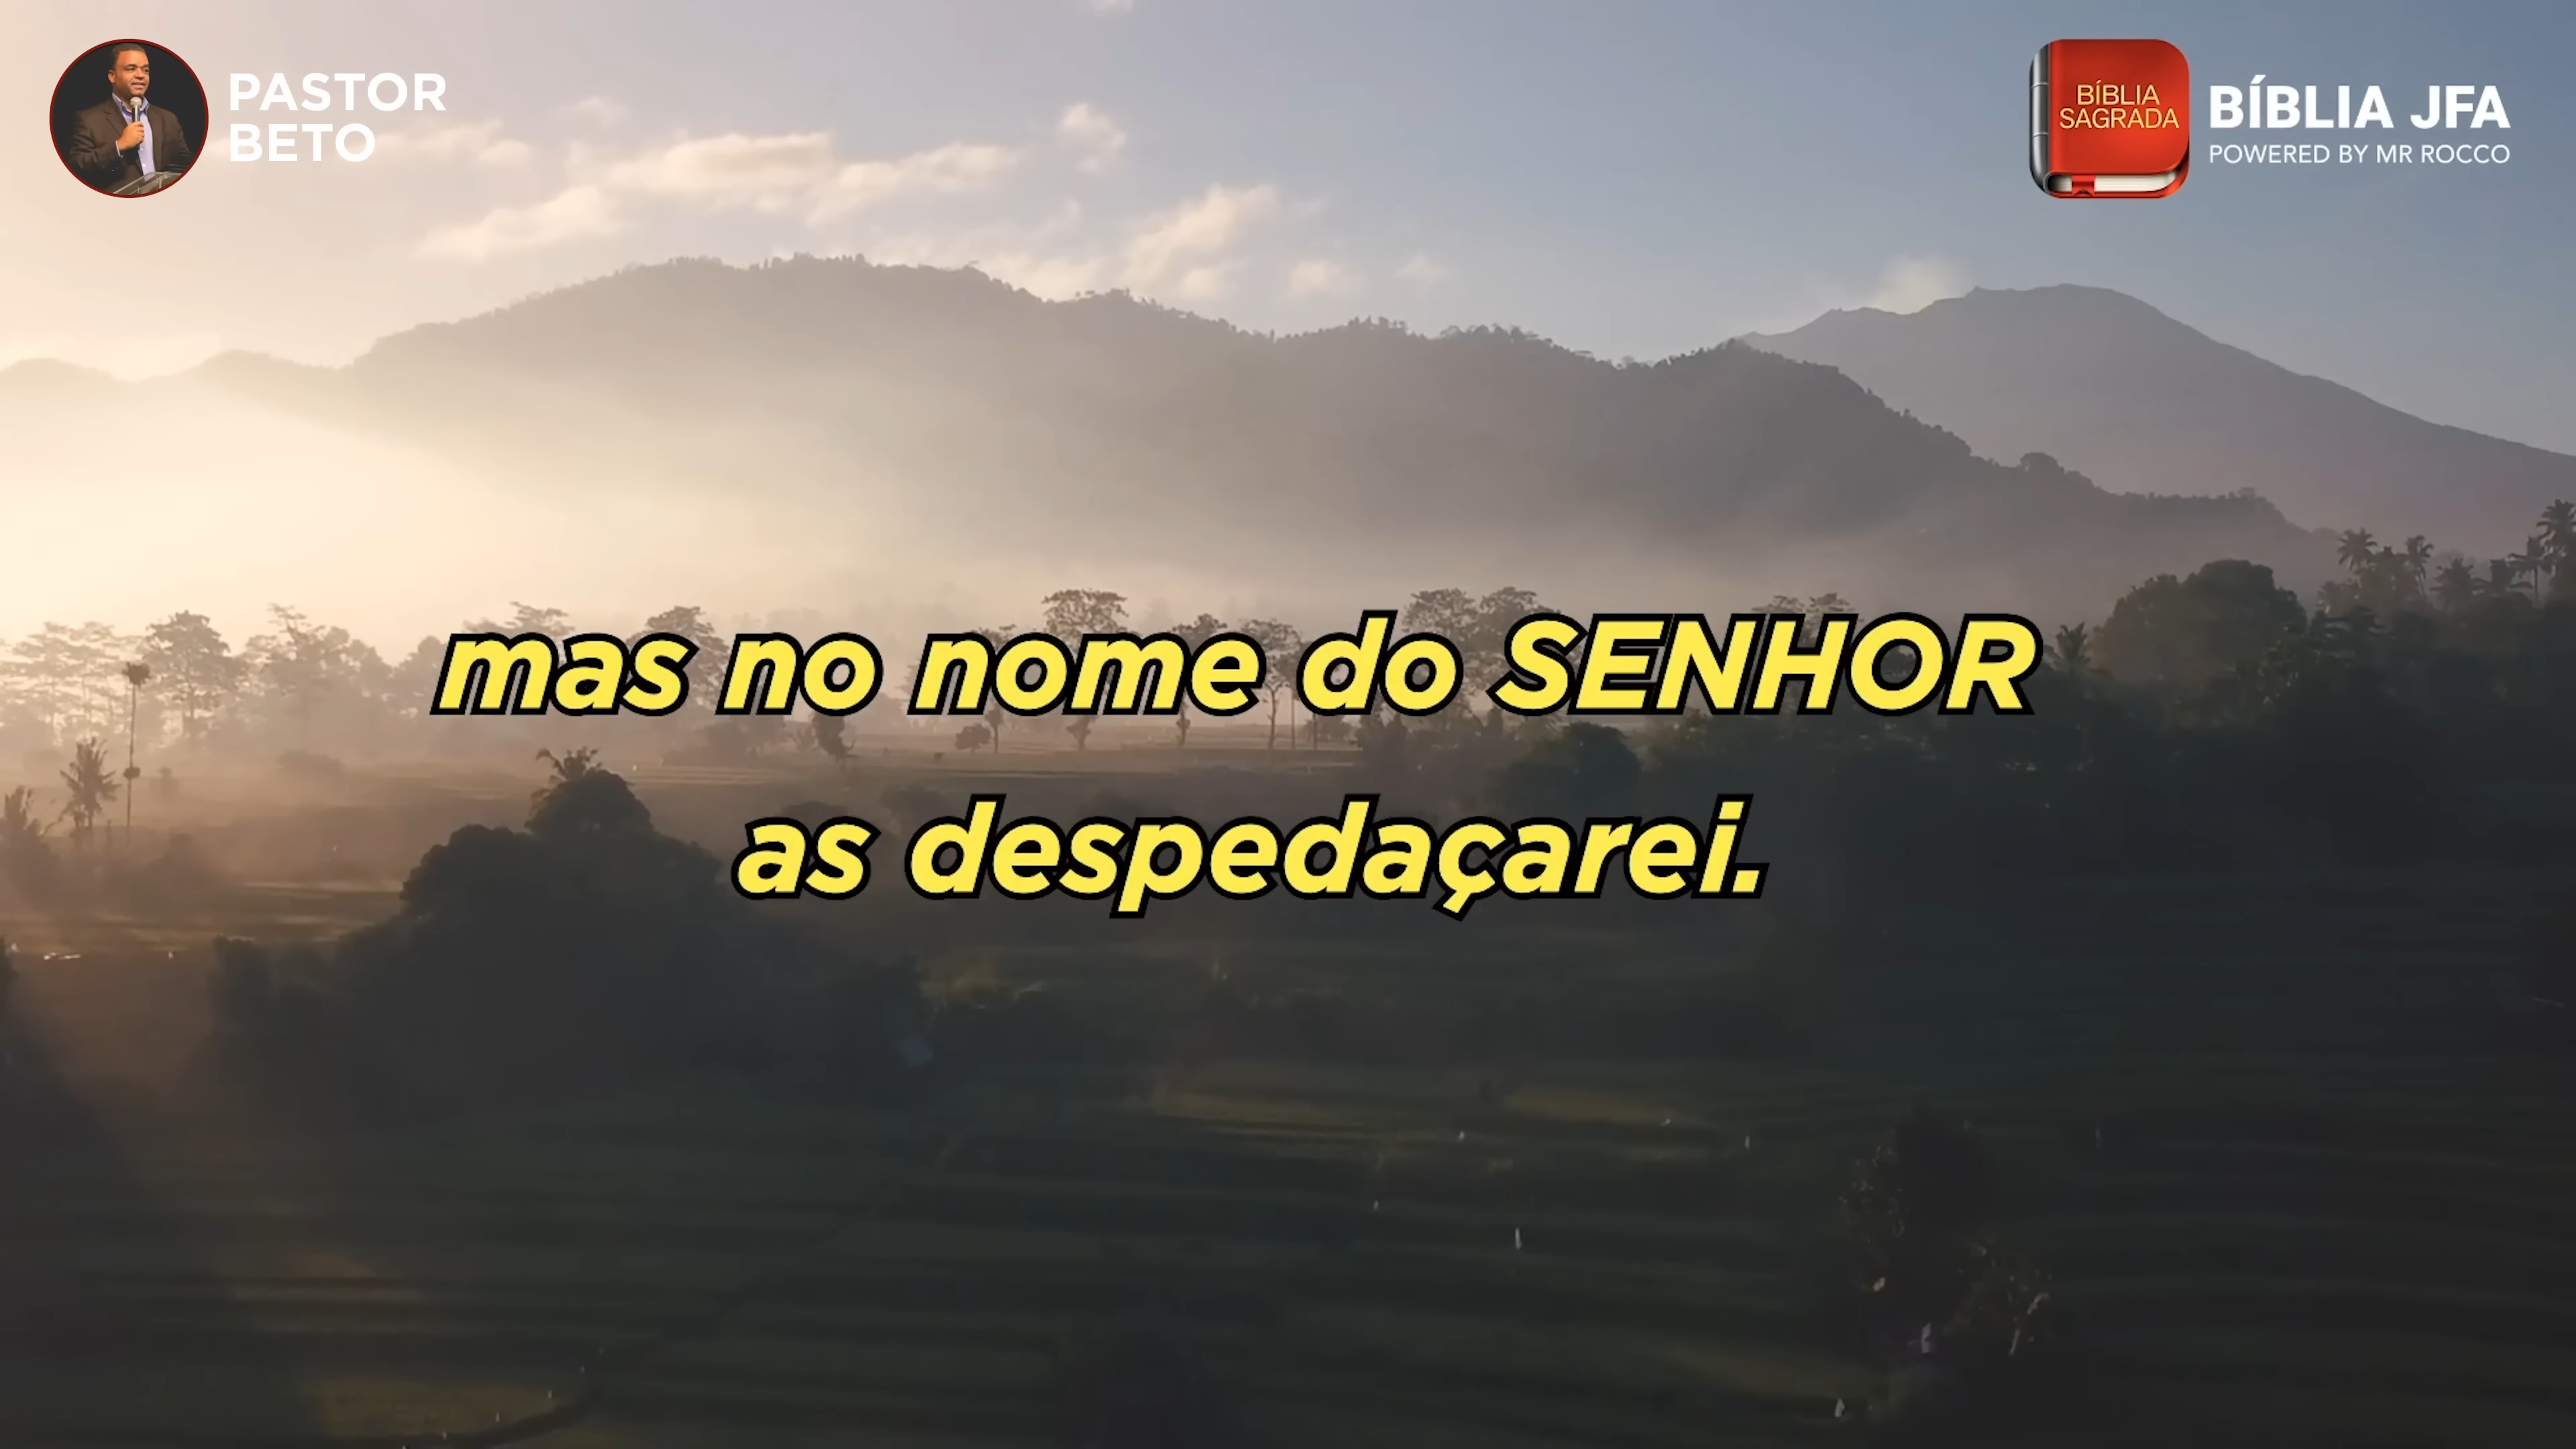 PASTOR
BETO
BÍBLIA
SAGRADA
BÍBLIA JFA
POWERED BY MR ROCCO
mas no nome do SENHOR
as despedaçarei.